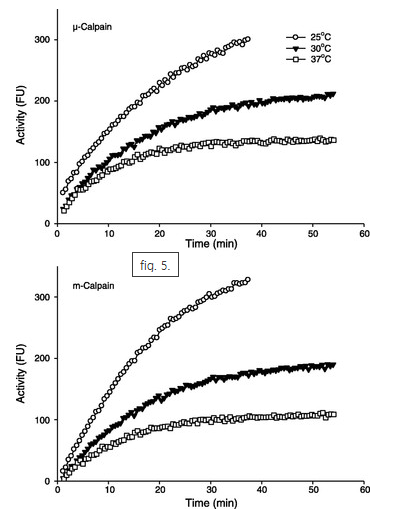 μ-Calpain
300
200
100
0
Activity (FU)
25°C
30°C
37°C
0 10 20 30 40 50 60
Time (min)
fig. 5.
m-Calpain
300
200
100
0
Activity (FU)
0 10 20 30 40 50 60
Time (min)